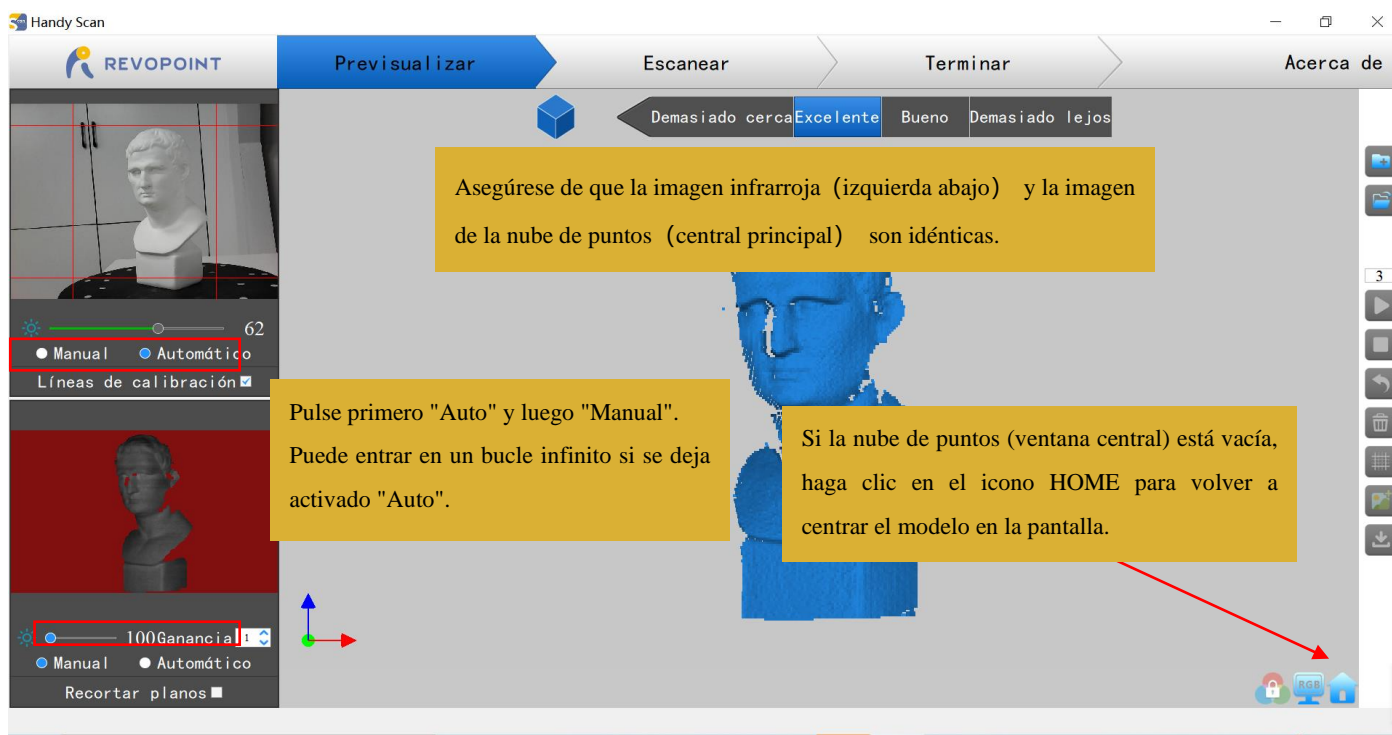 Handy Scan
REVOPOINT
Previsualizar
Escanear
Terminar
Acerca de
Demasiado cerca Excelente Bueno Demasiado lejos
Asegúrese de que la imagen infrarroja (izquierda abajo) y la imagen
de la nube de puntos (central principal) son idénticas.
3
62
Manual Automático
Líneas de calibración
Pulse primero "Auto" y luego "Manual".
Puede entrar en un bucle infinito si se deja
activado "Auto".
Si la nube de puntos (ventana central) está vacía,
haga clic en el icono HOME para volver a
centrar el modelo en la pantalla.
100 Ganancia 1
Manual Automático
Recortar planos
RGB